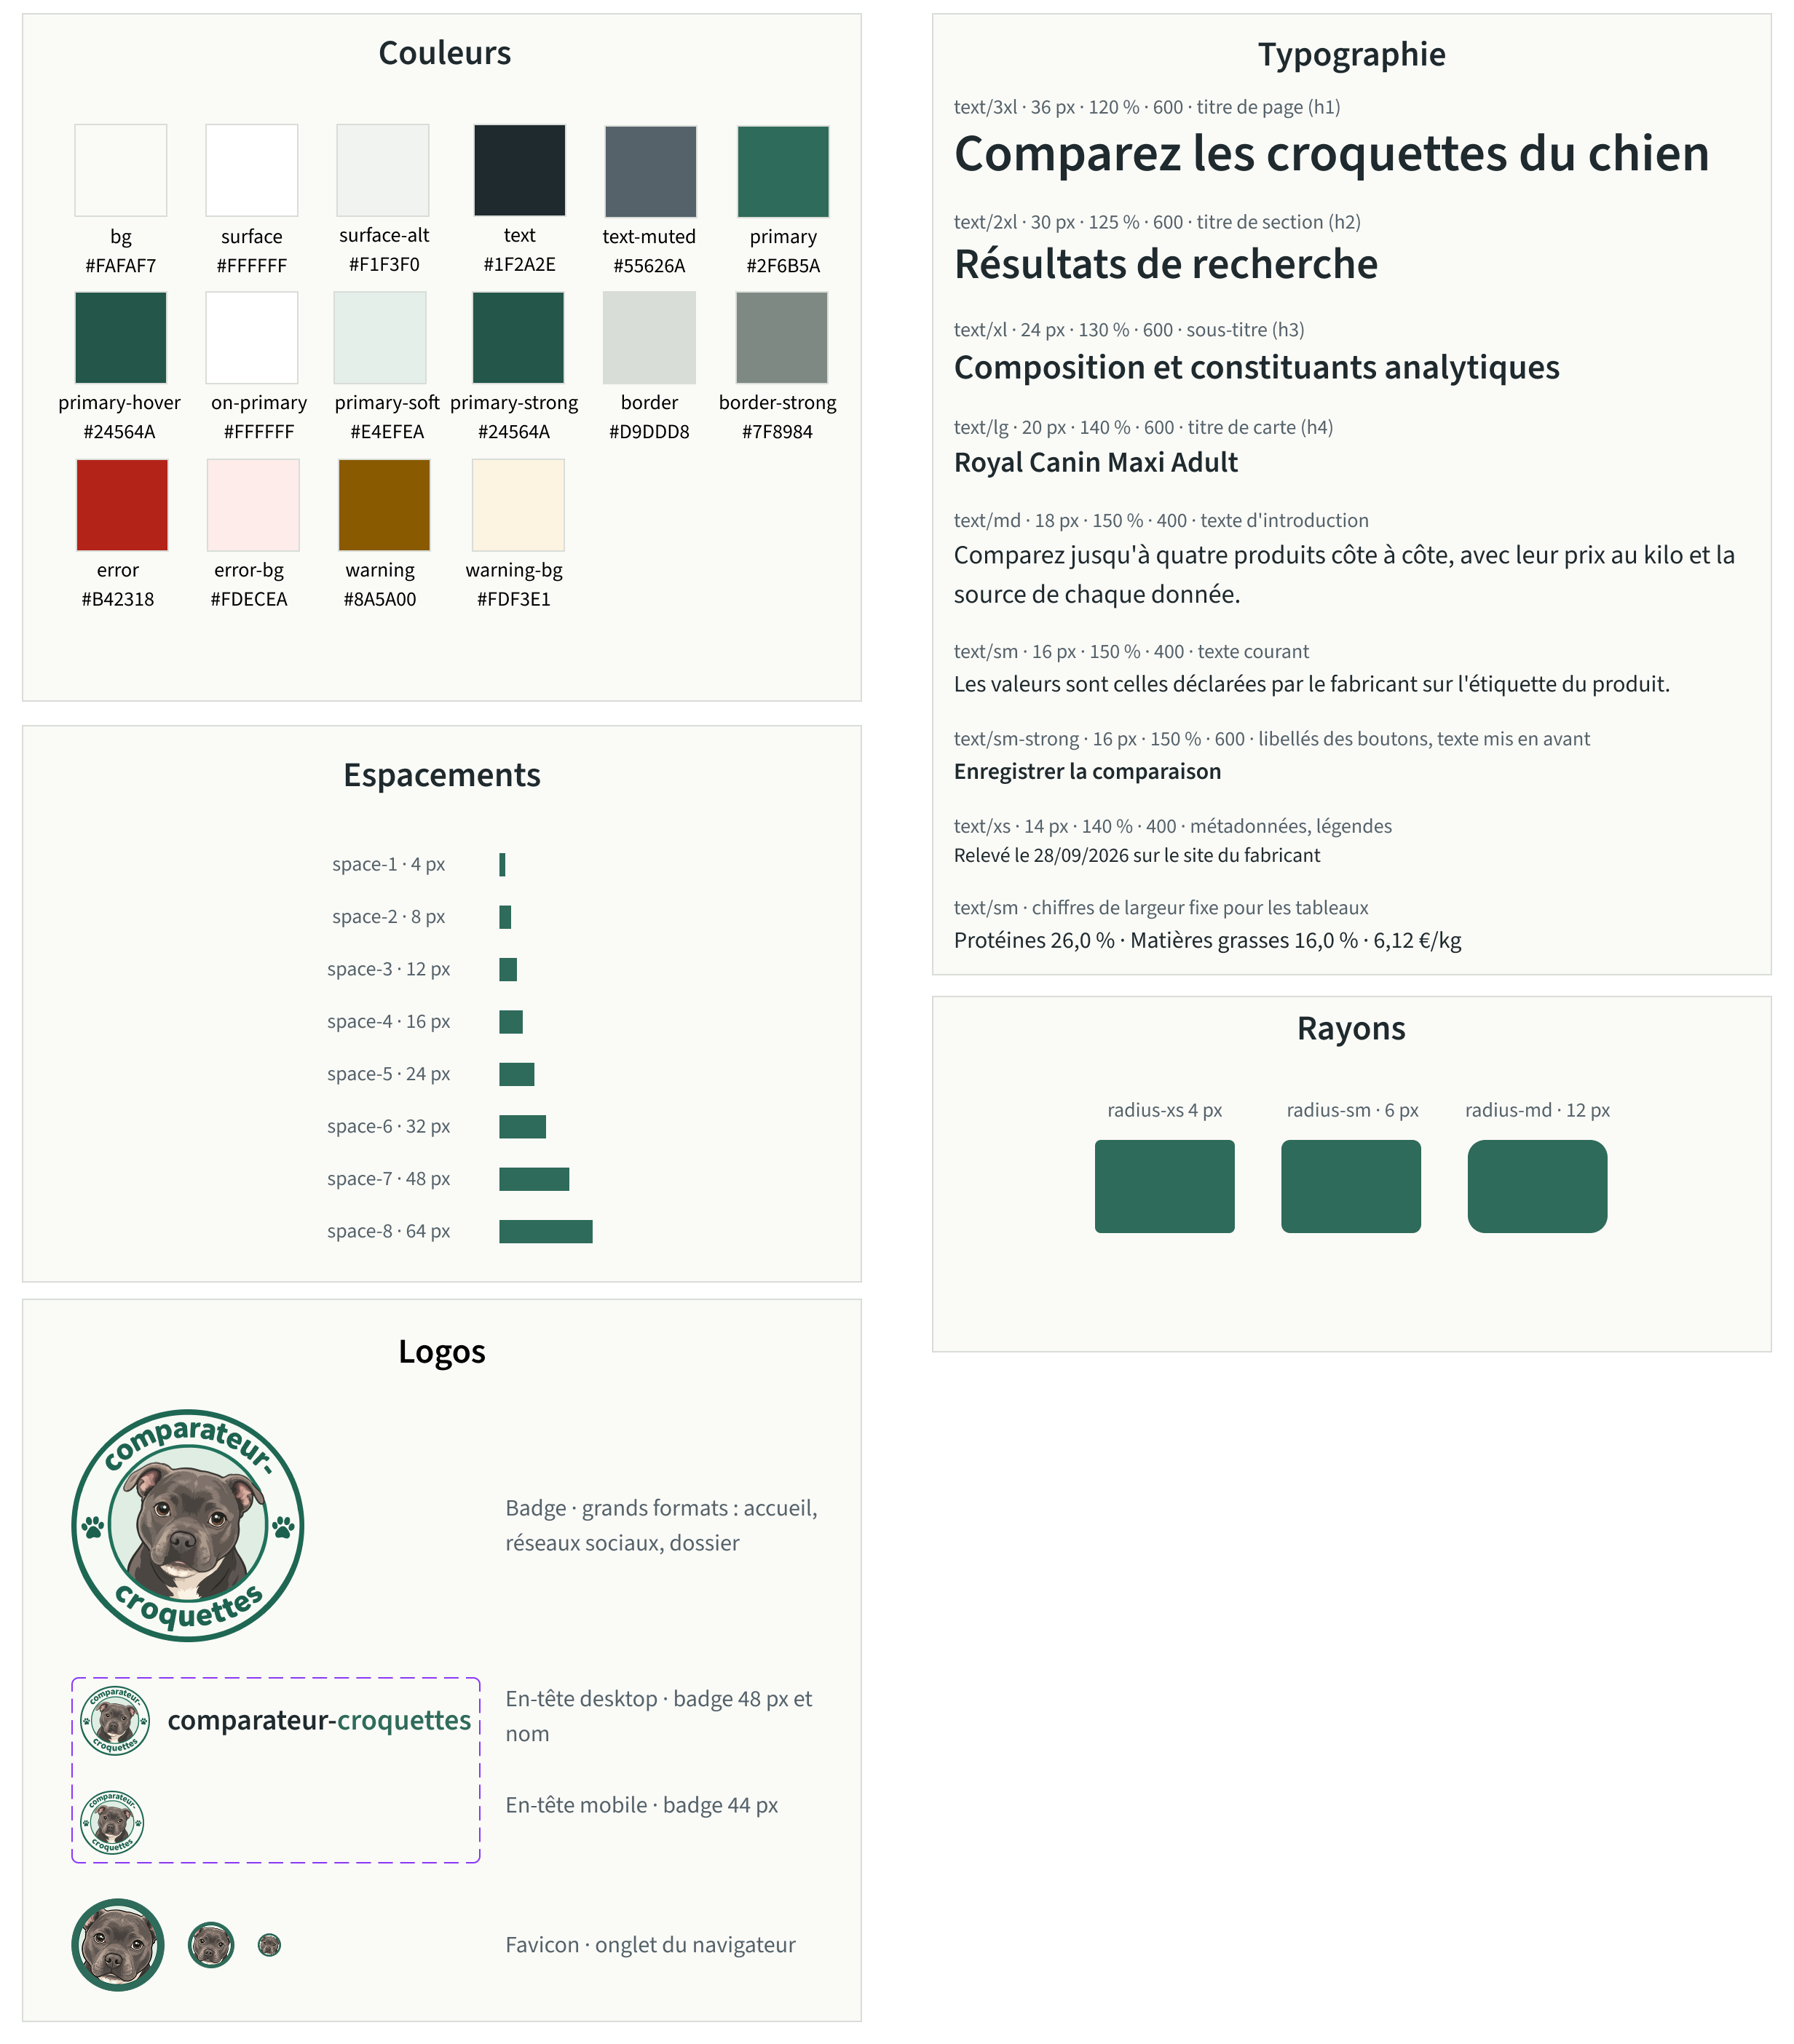 Couleurs
bg
#FAFAF7
surface
#FFFFFF
surface-alt
#F1F3F0
text
#1F2A2E
text-muted
#55626A
primary
#2F6B5A
primary-hover
#24564A
on-primary
#FFFFFF
primary-soft
#E4EFEA
primary-strong
#24564A
border
#D9DDD8
border-strong
#7F8984
error
#B42318
error-bg
#FDECEA
warning
#8A5A00
warning-bg
#FDF3E1
Espacements
space-1 · 4 px
space-2 · 8 px
space-3 · 12 px
space-4 · 16 px
space-5 · 24 px
space-6 · 32 px
space-7 · 48 px
space-8 · 64 px
Logos
comparateur-
croquettes
Badge · grands formats : accueil,
réseaux sociaux, dossier
comparateur-
croquettes
comparateur-croquettes
En-tête desktop · badge 48 px et
nom
comparateur-
croquettes
En-tête mobile · badge 44 px
Favicon · onglet du navigateur
Typographie
text/3xl · 36 px · 120 % · 600 · titre de page (h1)
Comparez les croquettes du chien
text/2xl · 30 px · 125 % · 600 · titre de section (h2)
Résultats de recherche
text/xl · 24 px · 130 % · 600 · sous-titre (h3)
Composition et constituants analytiques
text/lg · 20 px · 140 % · 600 · titre de carte (h4)
Royal Canin Maxi Adult
text/md · 18 px · 150 % · 400 · texte d'introduction
Comparez jusqu'à quatre produits côte à côte, avec leur prix au kilo et la
source de chaque donnée.
text/sm · 16 px · 150 % · 400 · texte courant
Les valeurs sont celles déclarées par le fabricant sur l'étiquette du produit.
text/sm-strong · 16 px · 150 % · 600 · libellés des boutons, texte mis en avant
Enregistrer la comparaison
text/xs · 14 px · 140 % · 400 · métadonnées, légendes
Relevé le 28/09/2026 sur le site du fabricant
text/sm · chiffres de largeur fixe pour les tableaux
Protéines 26,0 % · Matières grasses 16,0 % · 6,12 €/kg
Rayons
radius-xs 4 px
radius-sm · 6 px
radius-md · 12 px